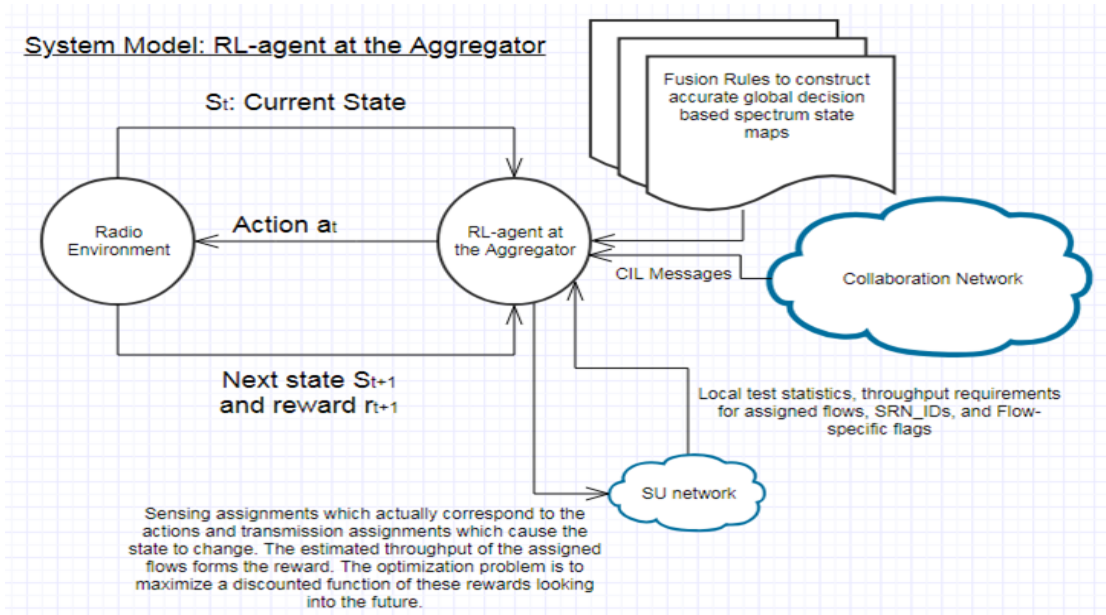 System Model: RL-agent at the Aggregator
St: Current State
Fusion Rules to construct
accurate global decision
based spectrum state
maps
Radio
Environment
Action at
RL-agent at
the Aggregator
CIL Messages
Collaboration Network
Next state St+1
and reward rt+1
Local test statistics, throughput requirements
for assigned flows, SRN_IDs, and Flow-
specific flags
SU network
Sensing assignments which actually correspond to the
actions and transmission assignments which cause the
state to change. The estimated throughput of the assigned
flows forms the reward. The optimization problem is to
maximize a discounted function of these rewards looking
into the future.